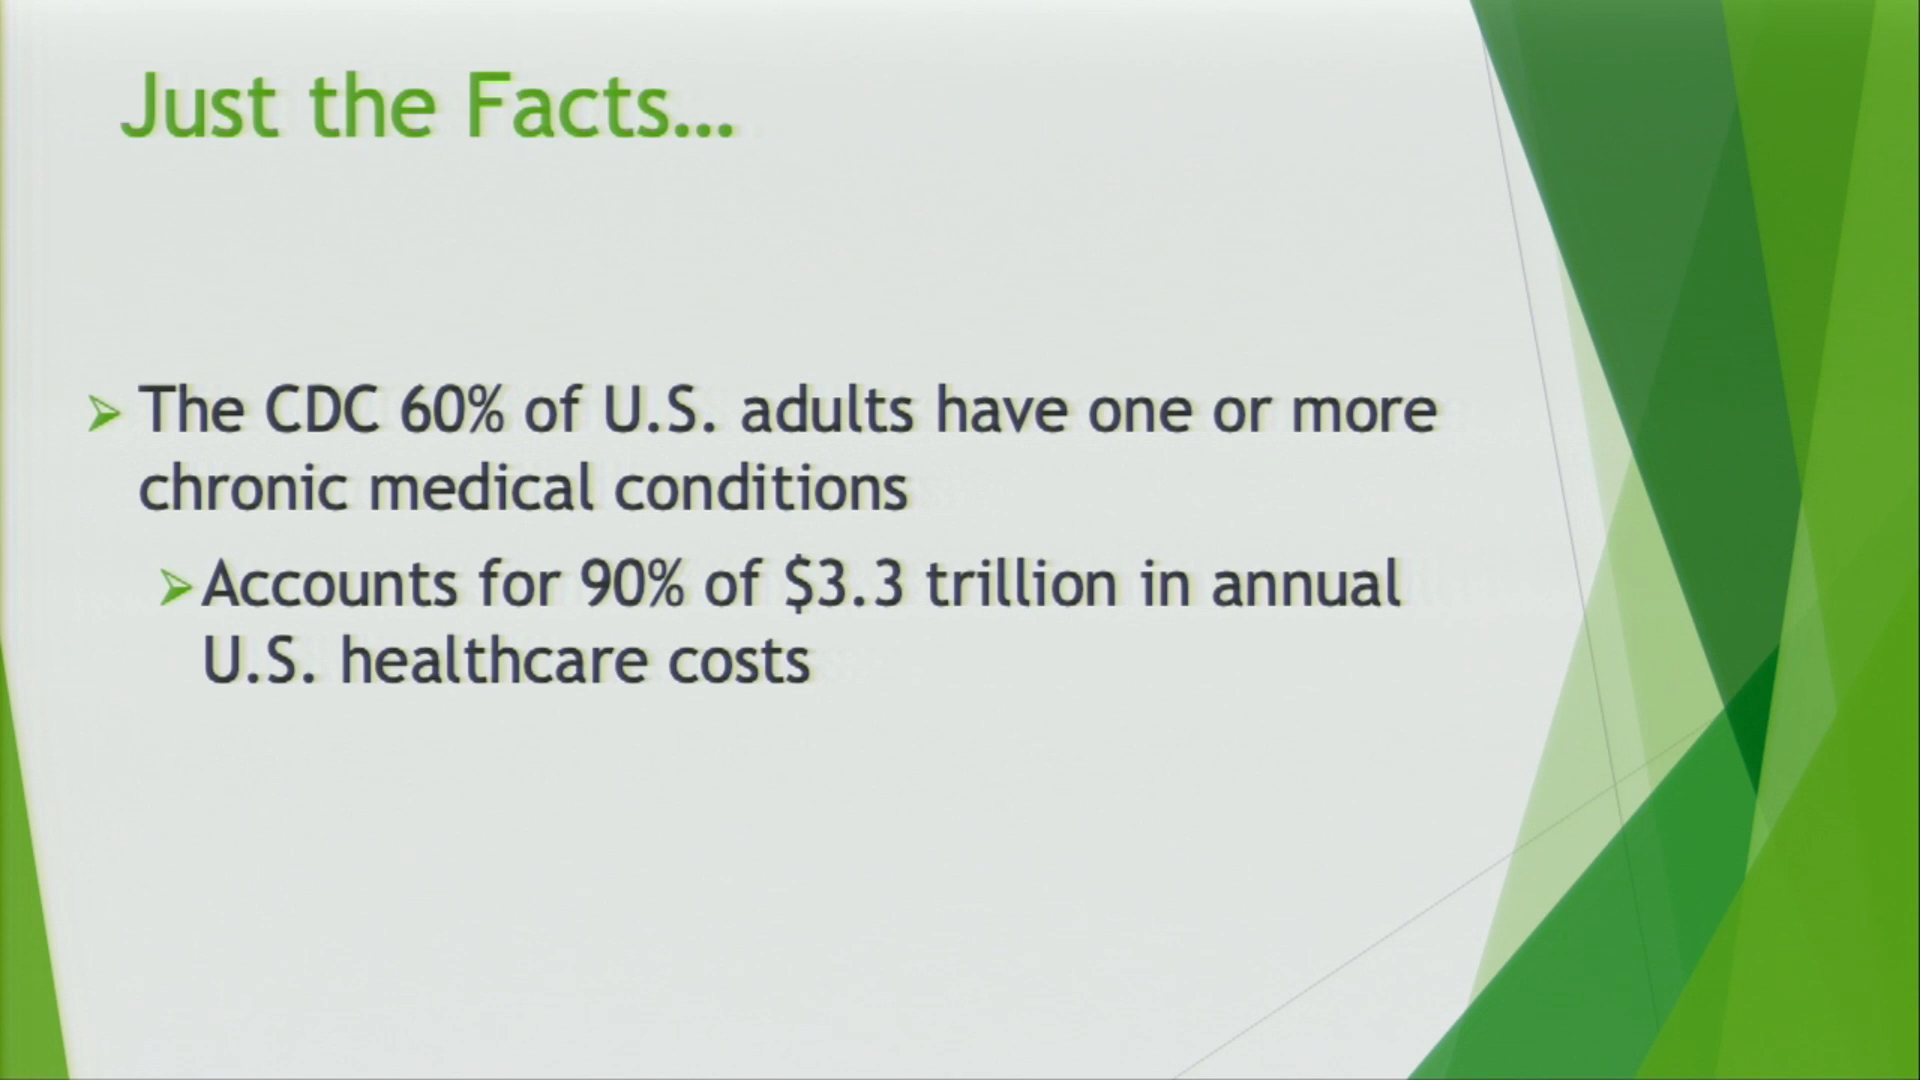 Just the Facts…
The CDC 60% of U.S. adults have one or more
chronic medical conditions
Accounts for 90% of $3.3 trillion in annual
U.S. healthcare costs